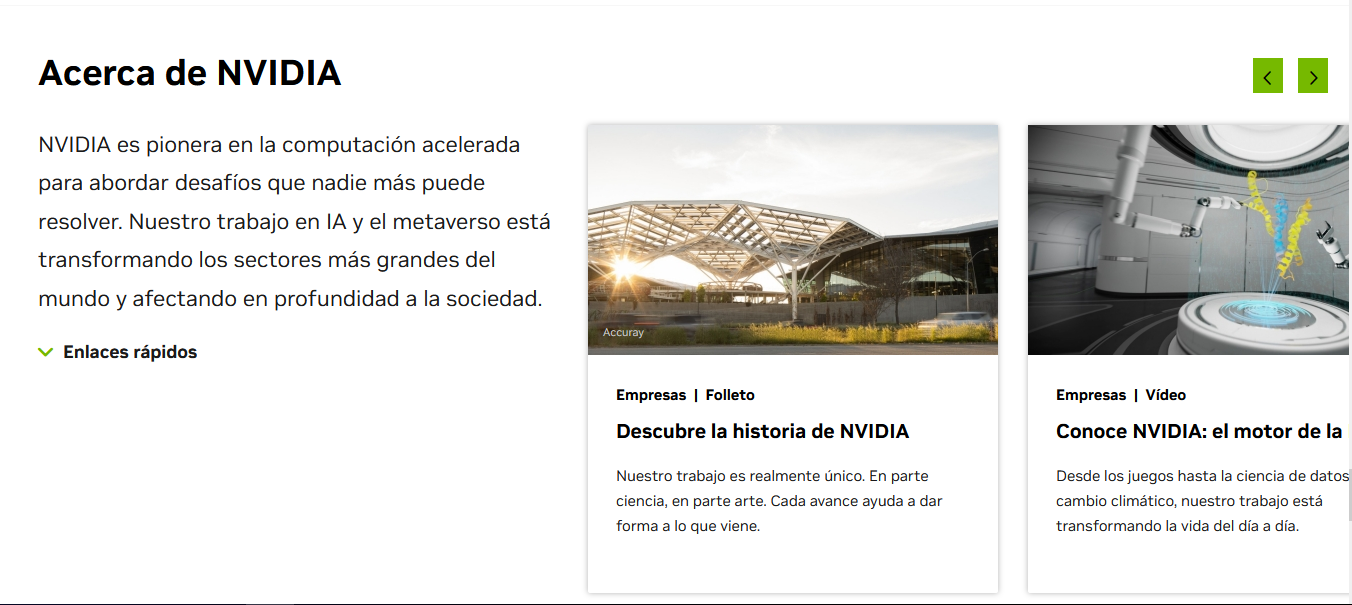 Acerca de NVIDIA
NVIDIA es pionera en la computación acelerada
para abordar desafíos que nadie más puede
resolver. Nuestro trabajo en IA y el metaverso está
transformando los sectores más grandes del
mundo y afectando en profundidad a la sociedad.
Enlaces rápidos
Accuray
Empresas | Folleto
Descubre la historia de NVIDIA
Nuestro trabajo es realmente único. En parte
ciencia, en parte arte. Cada avance ayuda a dar
forma a lo que viene.
Empresas | Vídeo
Conoce NVIDIA: el motor de la
Desde los juegos hasta la ciencia de datos
cambio climático, nuestro trabajo está
transformando la vida del día a día.